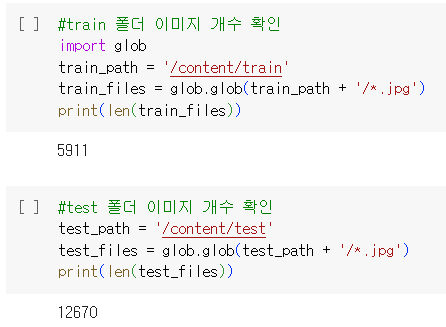 [ ] #train 폴더 이미지 개수 확인
import glob
train_path = '/content/train'
train_files = glob.glob(train_path + '/*.jpg')
print(len(train_files))
5911
[ ] #test 폴더 이미지 개수 확인
test_path = '/content/test'
test_files = glob.glob(test_path + '/*.jpg')
print(len(test_files))
12670